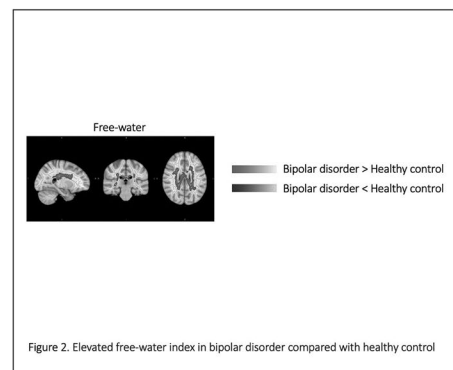 Free-water
Bipolar disorder > Healthy control
Bipolar disorder < Healthy control
Figure 2. Elevated free-water index in bipolar disorder compared with healthy control